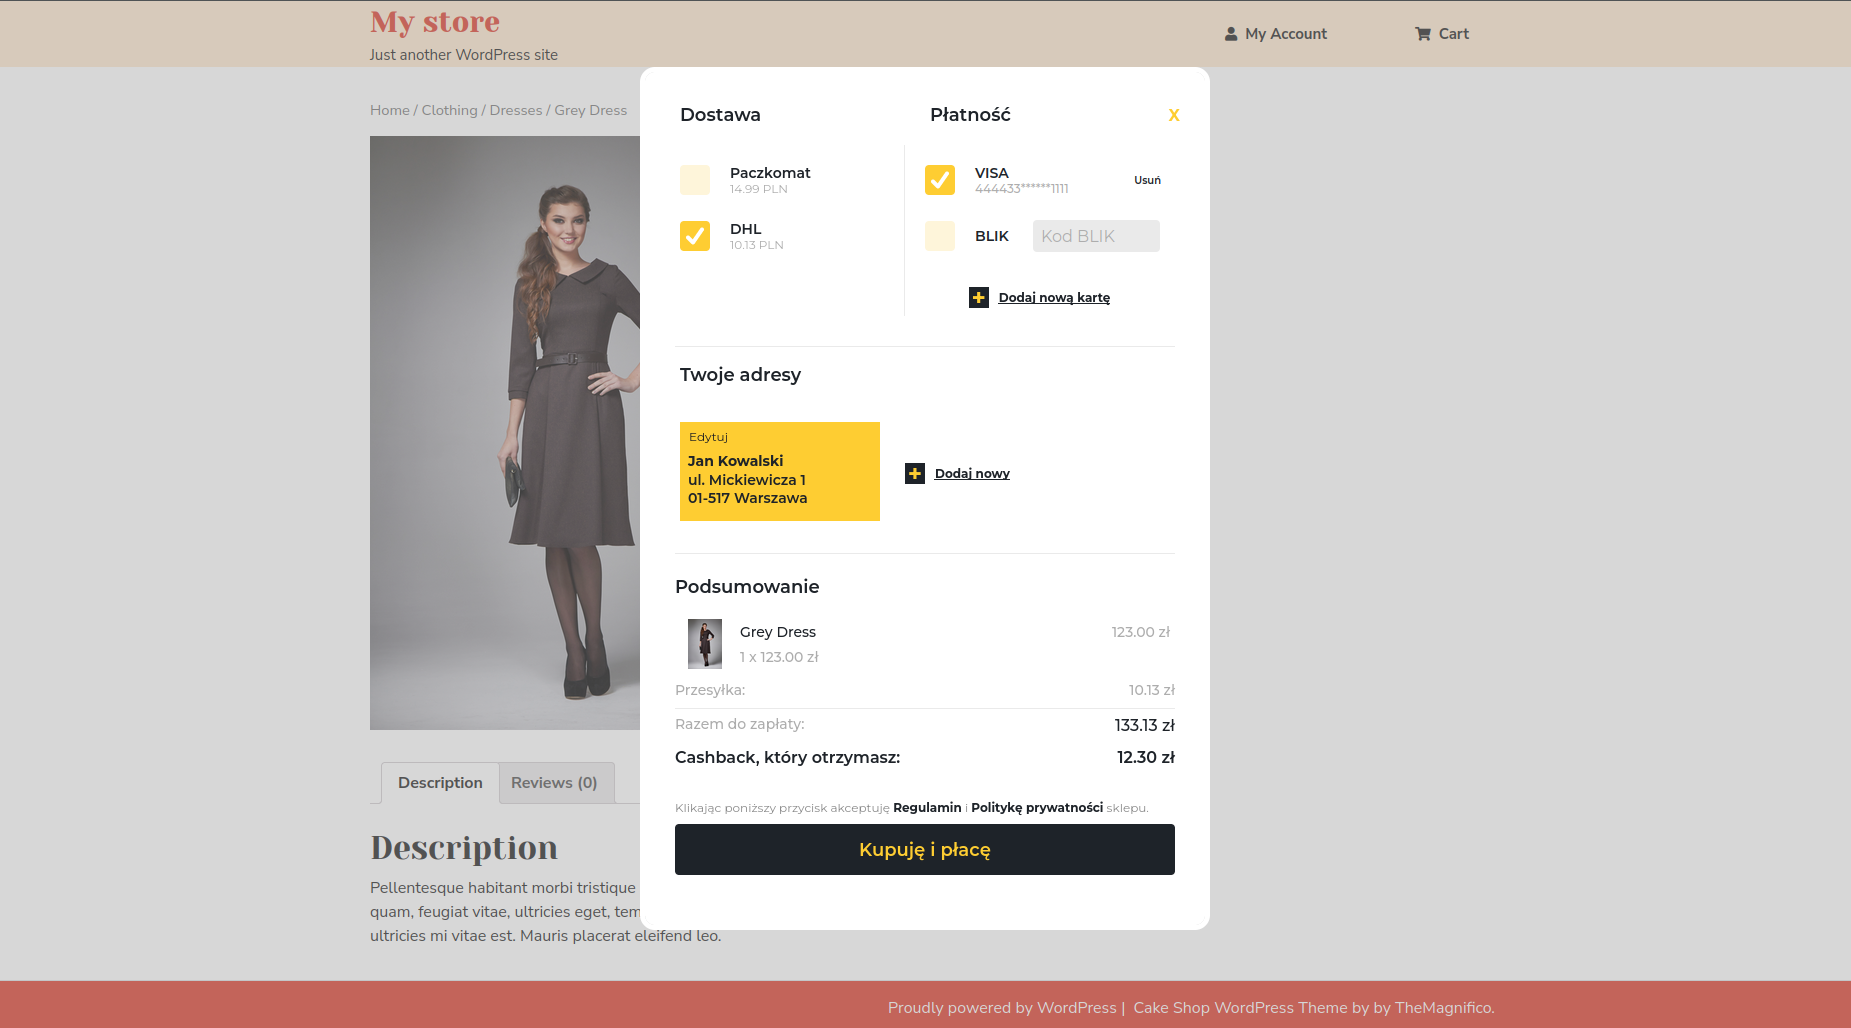 My store
Just another WordPress site
My Account
Cart
Home / Clothing / Dresses / Grey Dress
Dostawa
Płatność
X
Paczkomat
14.99 PLN
DHL
10.13 PLN
VISA
444433******1111
Usuń
BLIK
Kod BLIK
Dodaj nową kartę
Twoje adresy
Edytuj
Jan Kowalski
ul. Mickiewicza 1
01-517 Warszawa
Dodaj nowy
Podsumowanie
Grey Dress
123.00 zł
1 x 123.00 zł
Przesyłka:
10.13 zł
Razem do zapłaty:
133.13 zł
Cashback, który otrzymasz:
12.30 zł
Klikając poniższy przycisk akceptuję Regulamin i Politykę prywatności sklepu.
Kupuję i płacę
Description
Reviews (0)
Description
Pellentesque habitant morbi tristique
quam, feugiat vitae, ultricies eget, tem
ultricies mi vitae est. Mauris placerat eleifend leo.
Proudly powered by WordPress | Cake Shop WordPress Theme by by TheMagnifico.